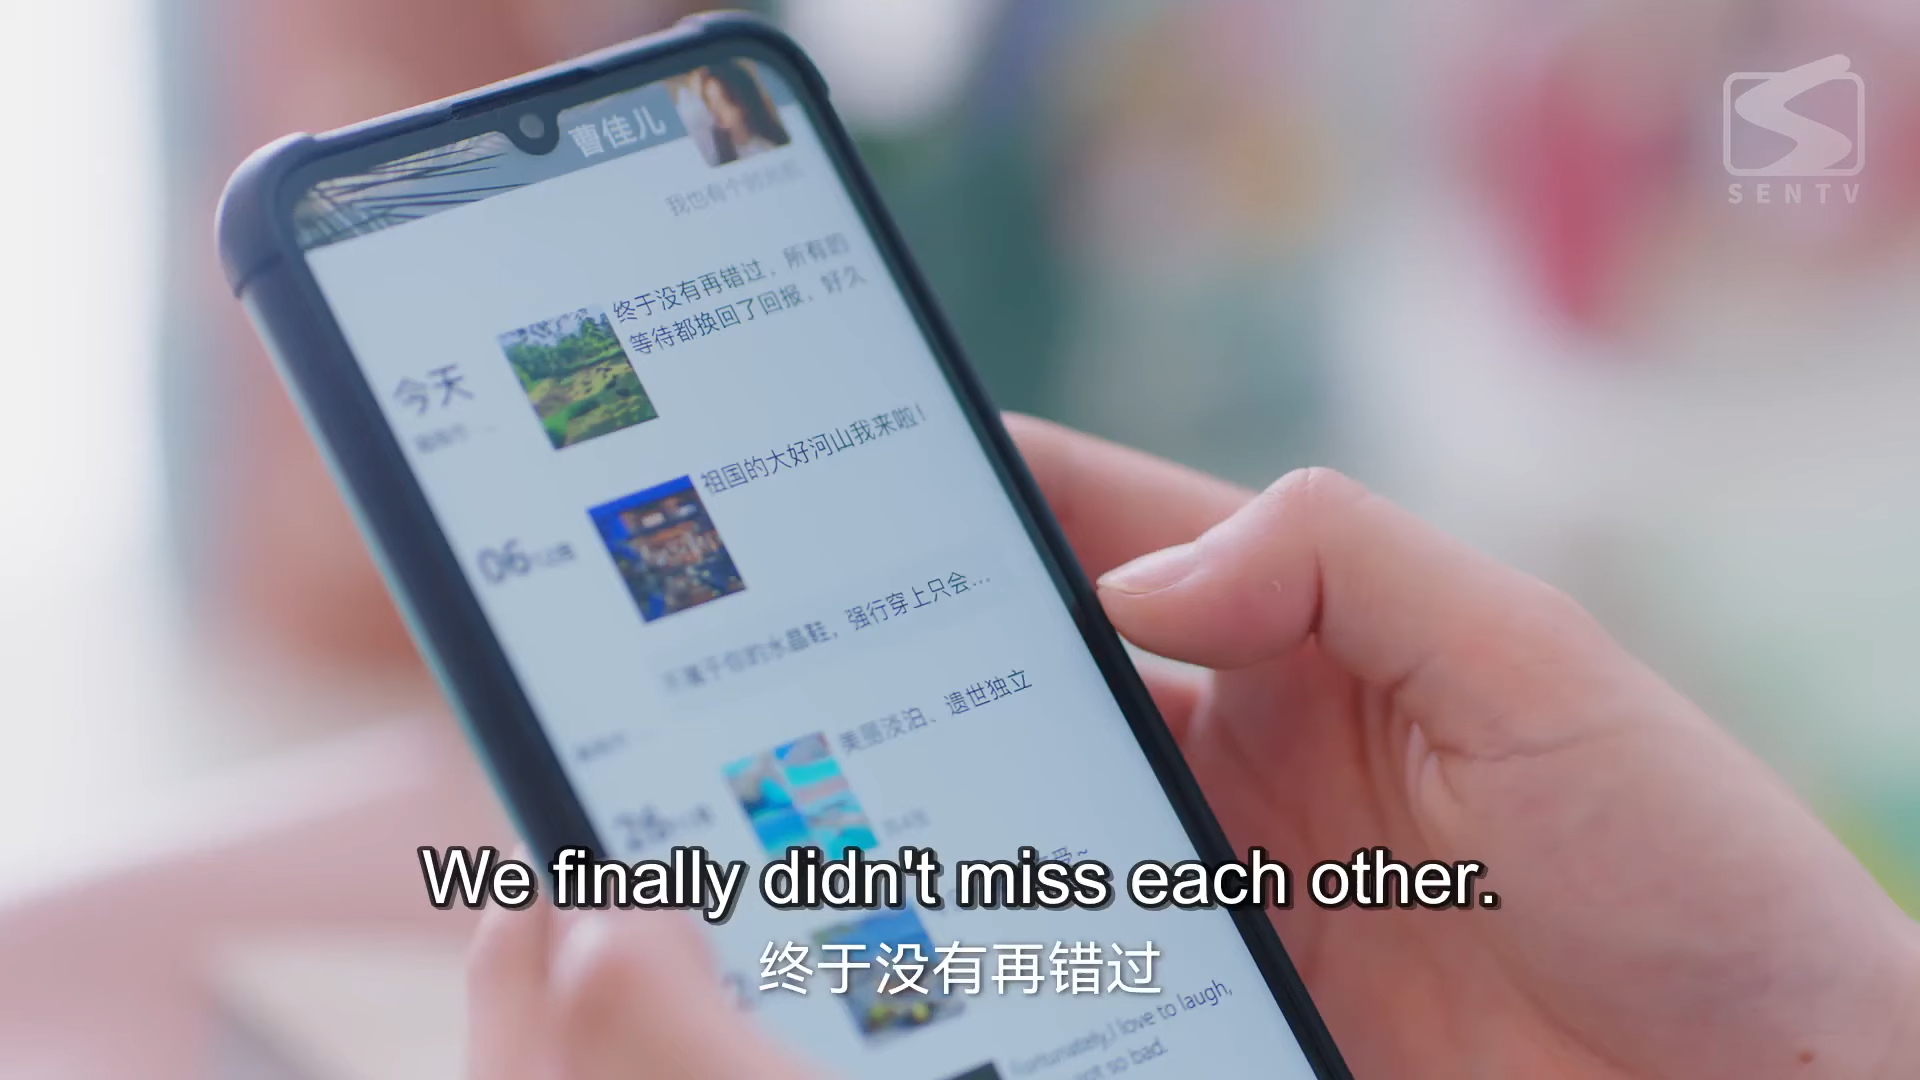 SENTV
曹佳儿
我也有个
终于没有再错过，所有的
等待都换回了回报，好久
今天
祖国的大好河山我来啦！
06
不属于你的水晶鞋，强行穿上只会...
美丽淡泊、遗世独立
26
We finally didn't miss each other.
终于没有再错过
I love to laugh,
not so bad.